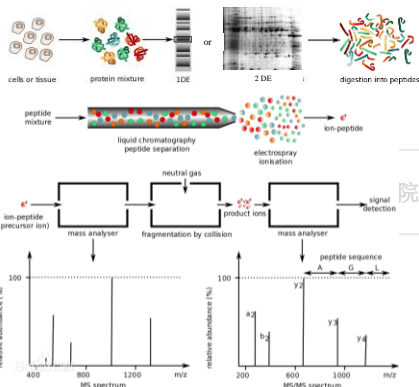 or
cells or tissue
protein mixture
1DE
2 DE
digestion into peptides
peptide
mixture
liquid chromatography
peptide separation
electrospray
ionisation
ion-peptide
neutral gas
ion-peptide
precursor ion)
mass analyser
fragmentation by collision
product ions
mass analyser
signal
detection
院
100
relative abundance (%)
400
800
1200
m/z
MS spectrum
peptide sequence
A
G
L
100
y2
a2
b2
y3
y4
relative abundance (%)
200
600
1000
m/z
MS/MS spectrum